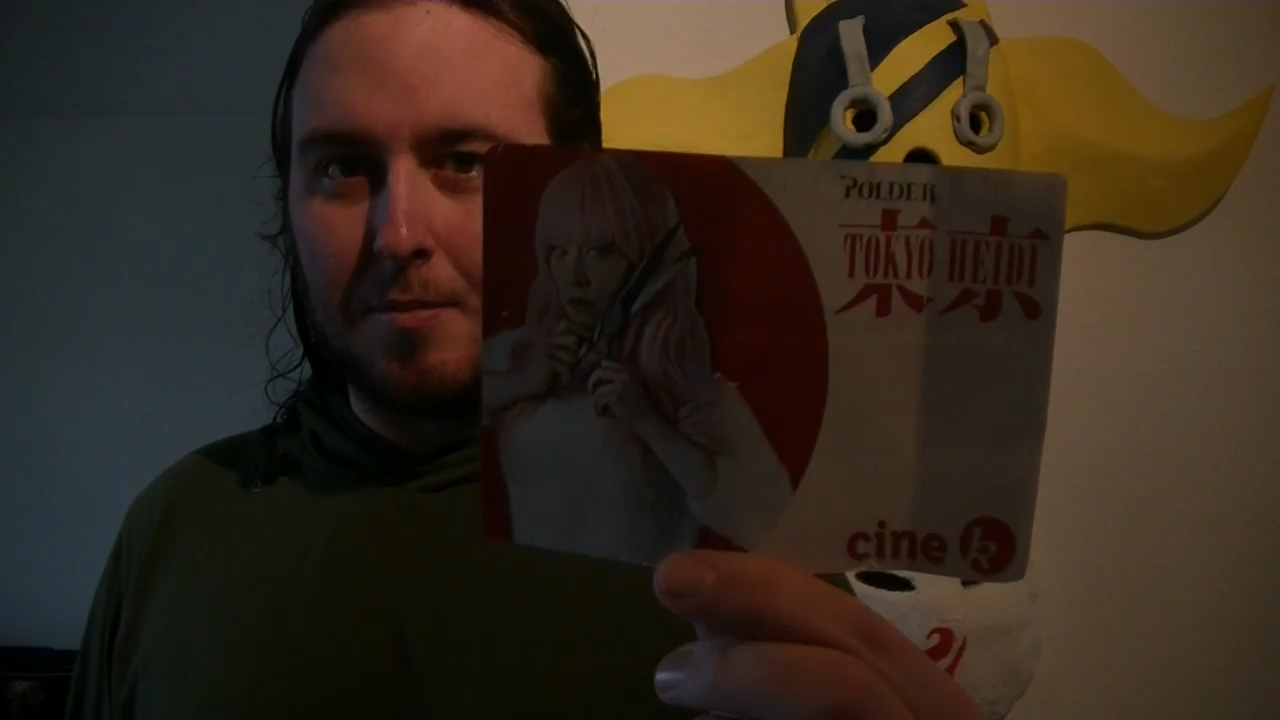 POLDER
東京
TOKYO HEIDI
cine k